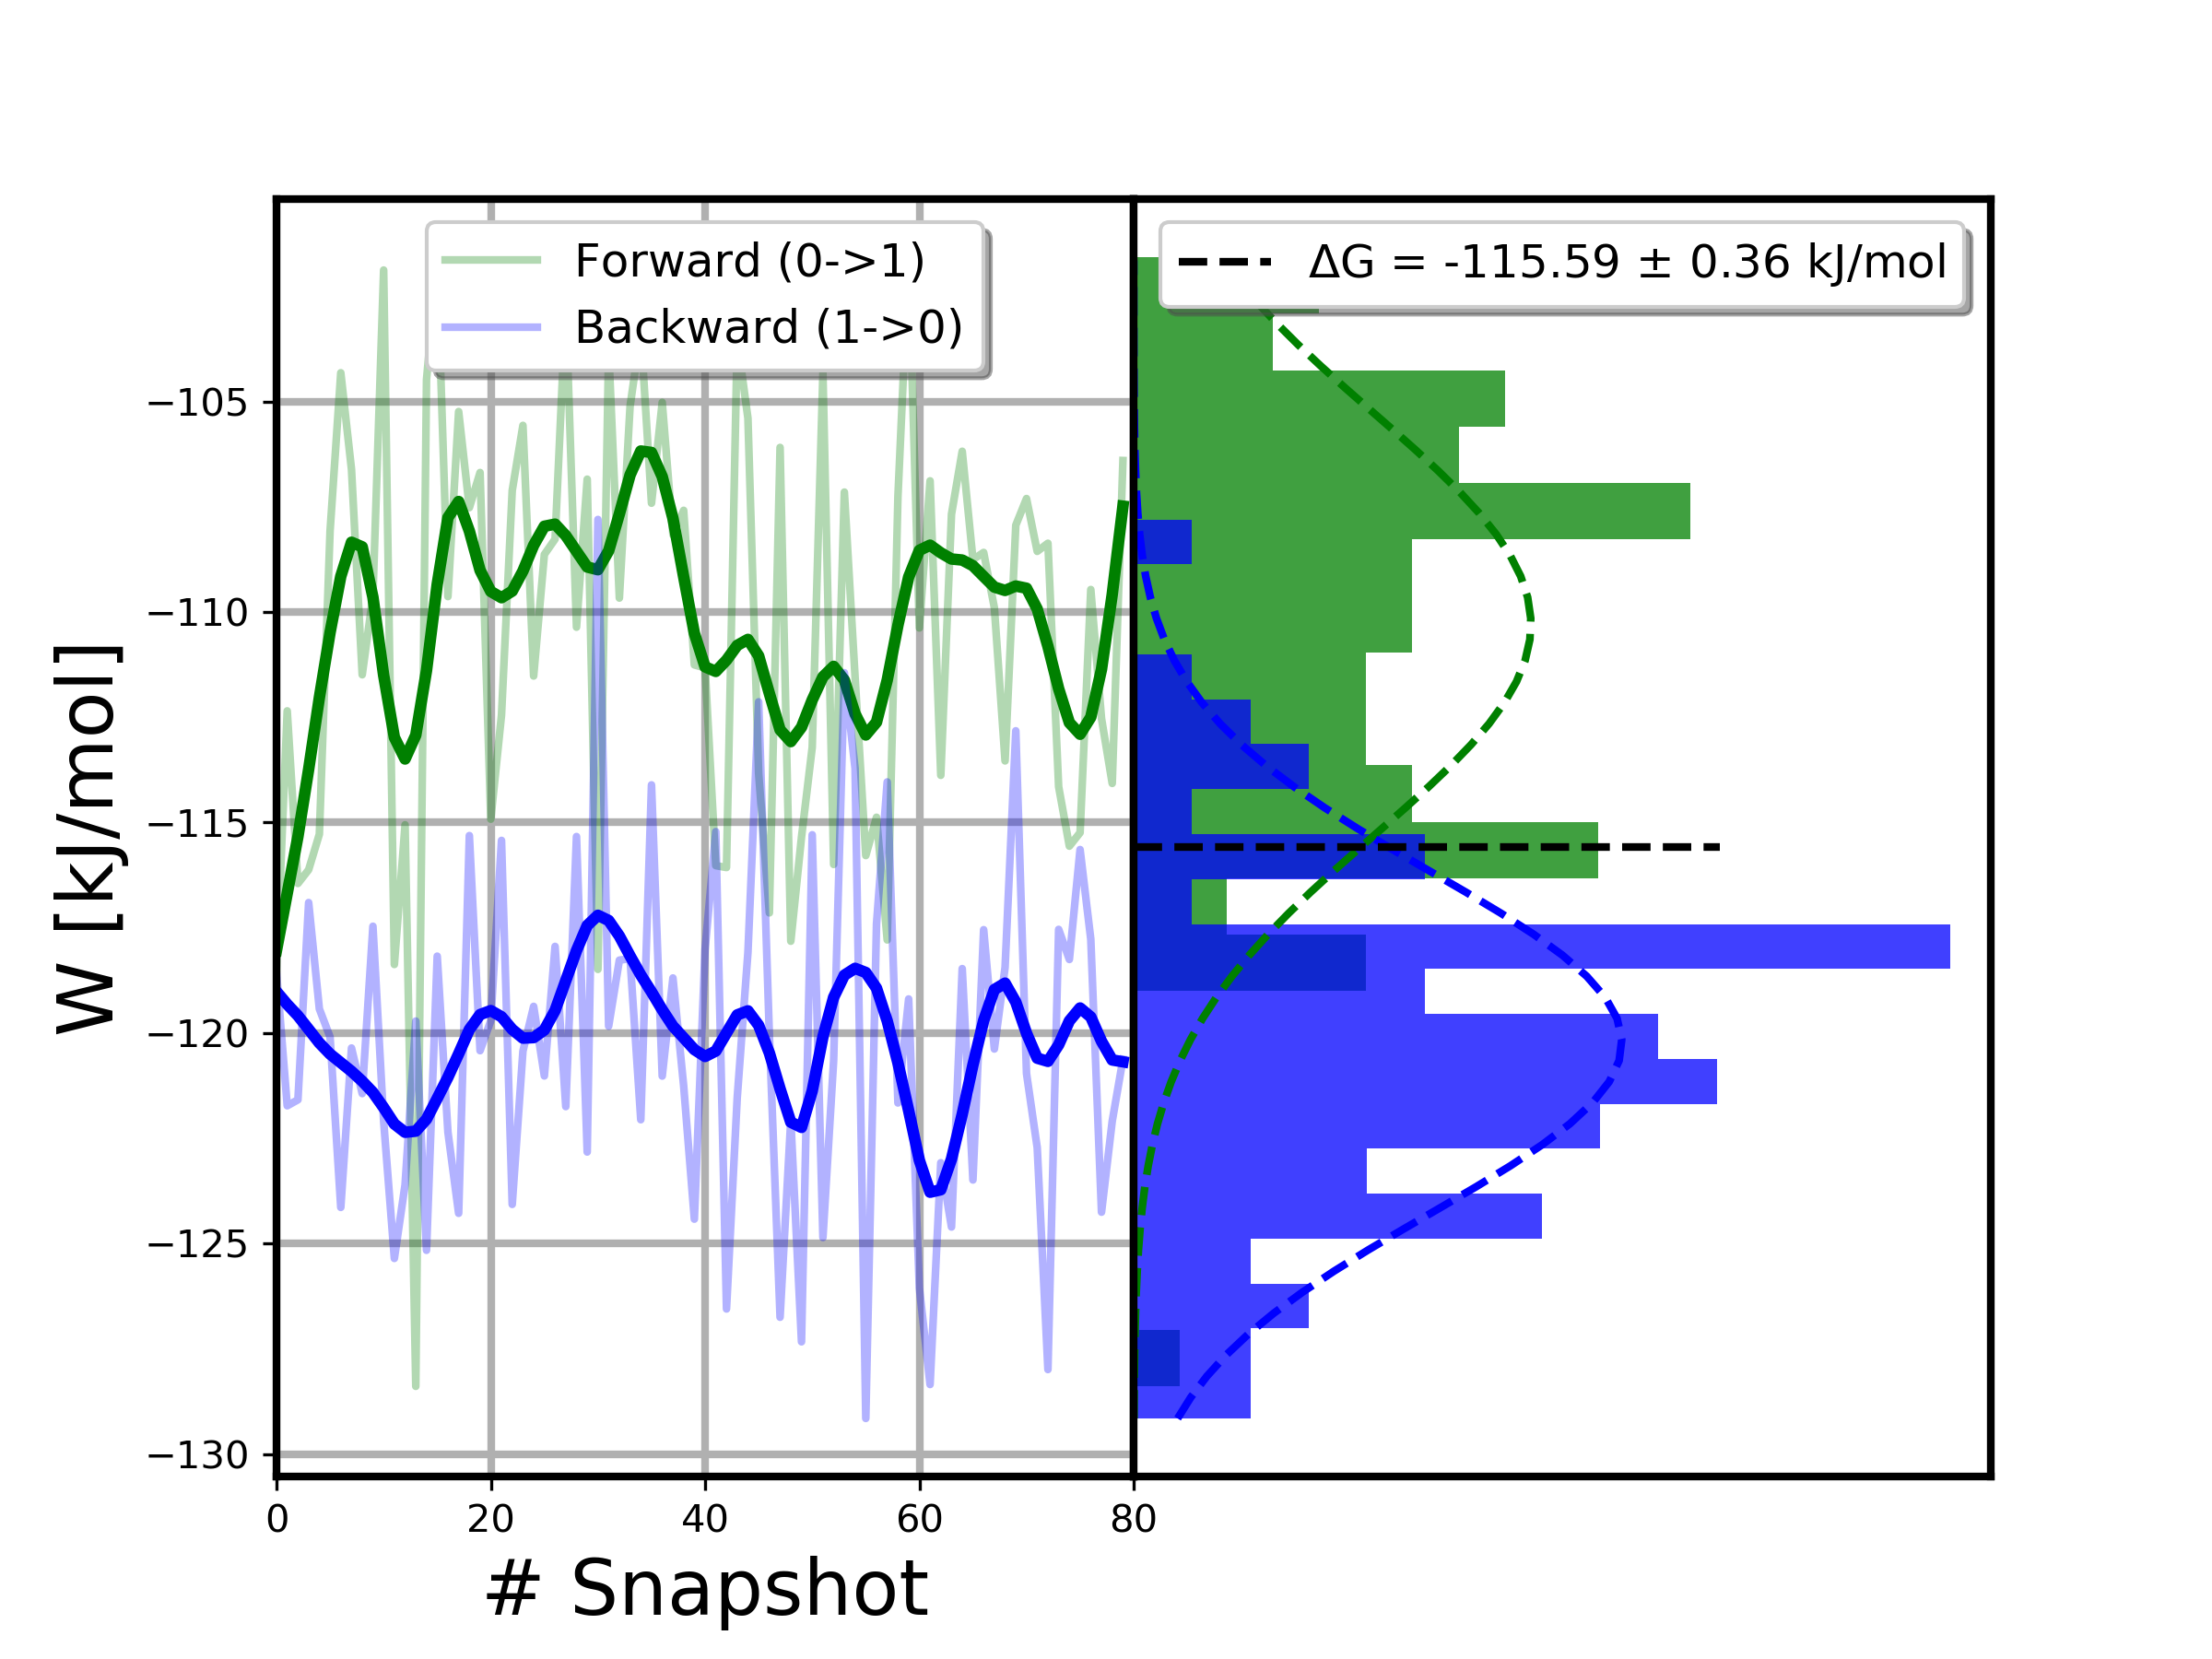 Forward (0->1)
Backward (1->0)
ΔG = -115.59 ± 0.36 kJ/mol
W [kJ/mol]
−105
−110
−115
−120
−125
−130
0 20 40 60 80
# Snapshot